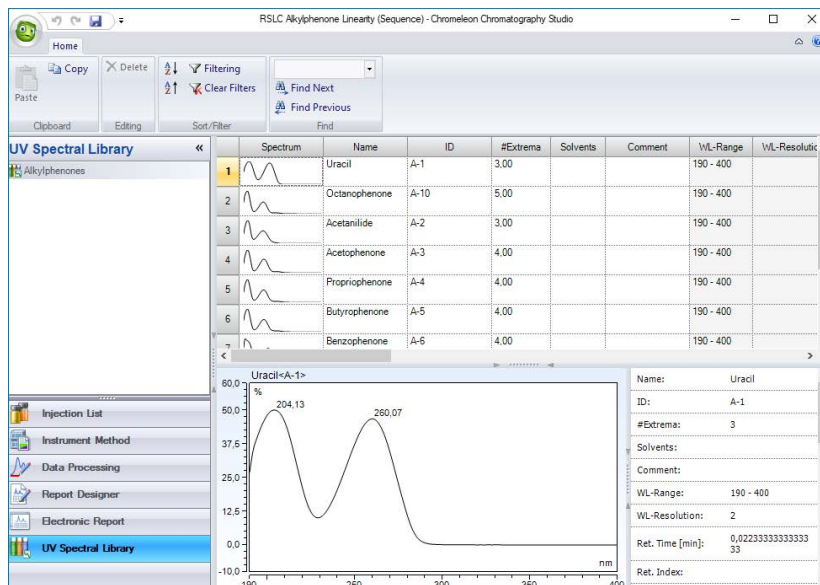 RSLC Alkylphenone Linearity (Sequence) - Chromeleon Chromatography Studio
Home
Paste
Copy
Clipboard
Delete
Editing
Filtering
Clear Filters
Sort/Filter
Find Next
Find Previous
Find
UV Spectral Library «
Alkylphenones
Spectrum Name ID #Extrema Solvents Comment WL-Range WL-Resolutic
1 Uracil A-1 3,00 190 - 400
2 Octanophenone A-10 5,00 190 - 400
3 Acetanilide A-2 3,00 190 - 400
4 Acetophenone A-3 4,00 190 - 400
5 Propriophenone A-4 4,00 190 - 400
6 Butyrophenone A-5 4,00 190 - 400
7 Benzophenone A-6 4,00 190 - 400
Injection List
Instrument Method
Data Processing
Report Designer
Electronic Report
UV Spectral Library
Uracil<A-1>
60,0
%
50,0
204,13
260,07
37,5
25,0
12,5
0,0
nm
-10,0
190 250 300 350 400
Name: Uracil
ID: A-1
#Extrema: 3
Solvents:
Comment:
WL-Range: 190 - 400
WL-Resolution: 2
Ret. Time [min]: 0,02233333333333
33
Ret. Index: